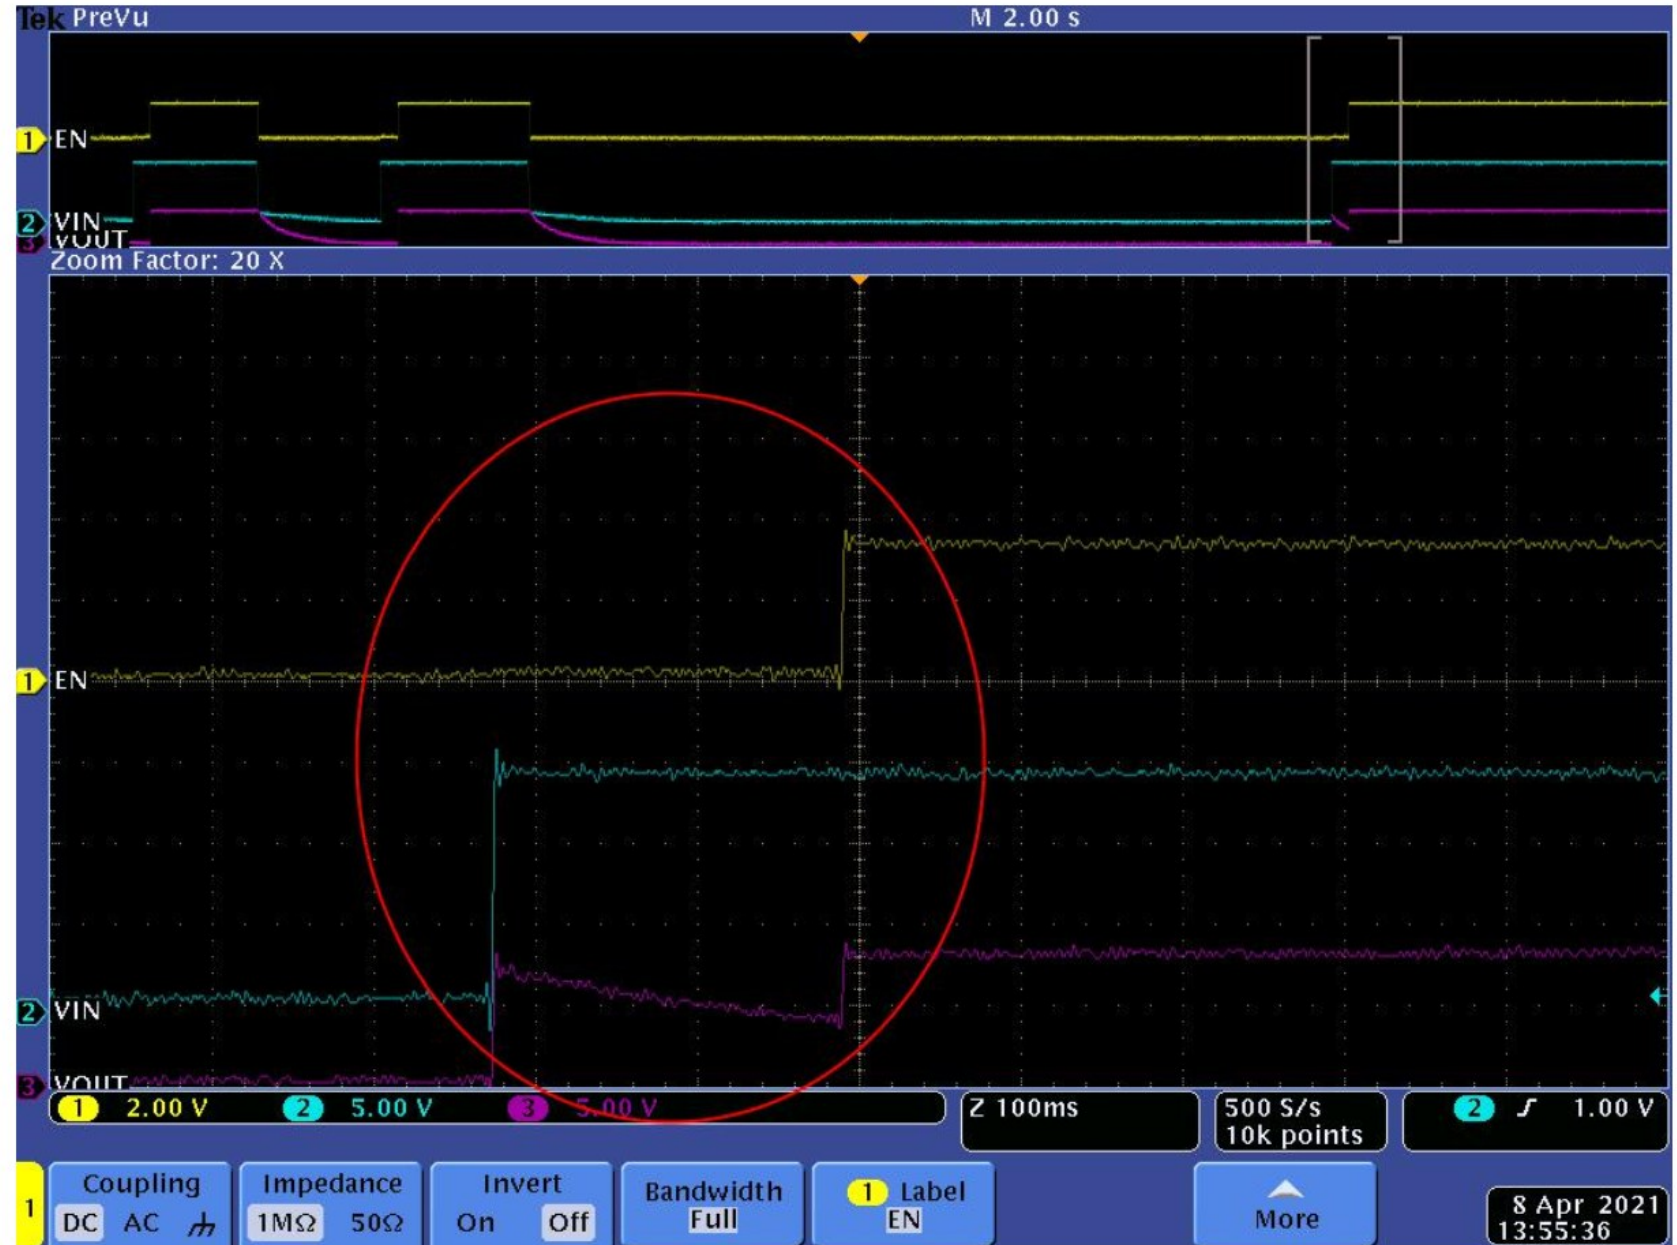 Tek PreVu M 2.00 s
1 EN
2 VIN
3 VOUT
Zoom Factor: 20 X
1 EN
2 VIN
3 VOUT
1 2.00 V 2 5.00 V 3 5.00 V Z 100ms 500 S/s 2 1.00 V
10k points
1 Coupling Impedance Invert Bandwidth 1 Label More
DC AC 1MΩ 50Ω On Off Full EN
8 Apr 2021
13:55:36